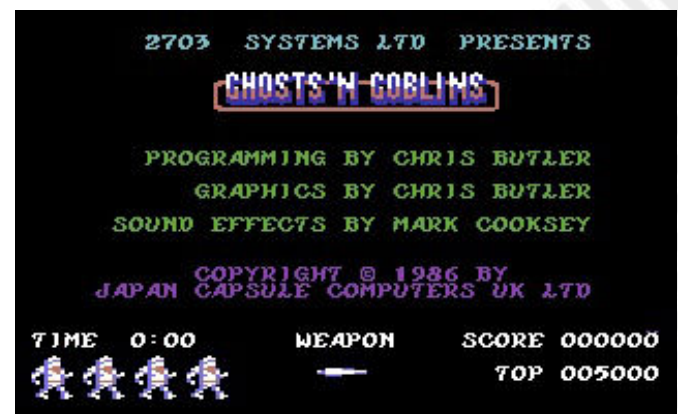 2703 SYSTEMS LTD PRESENTS
GHOSTS'N GOBLINS
PROGRAMMING BY CHRIS BUTLER
GRAPHICS BY CHRIS BUTLER
SOUND EFFECTS BY MARK COOKSEY
COPYRIGHT © 1986 BY
JAPAN CAPSULE COMPUTERS UK LTD
TIME 0:00 WEAPON SCORE 000000
TOP 005000